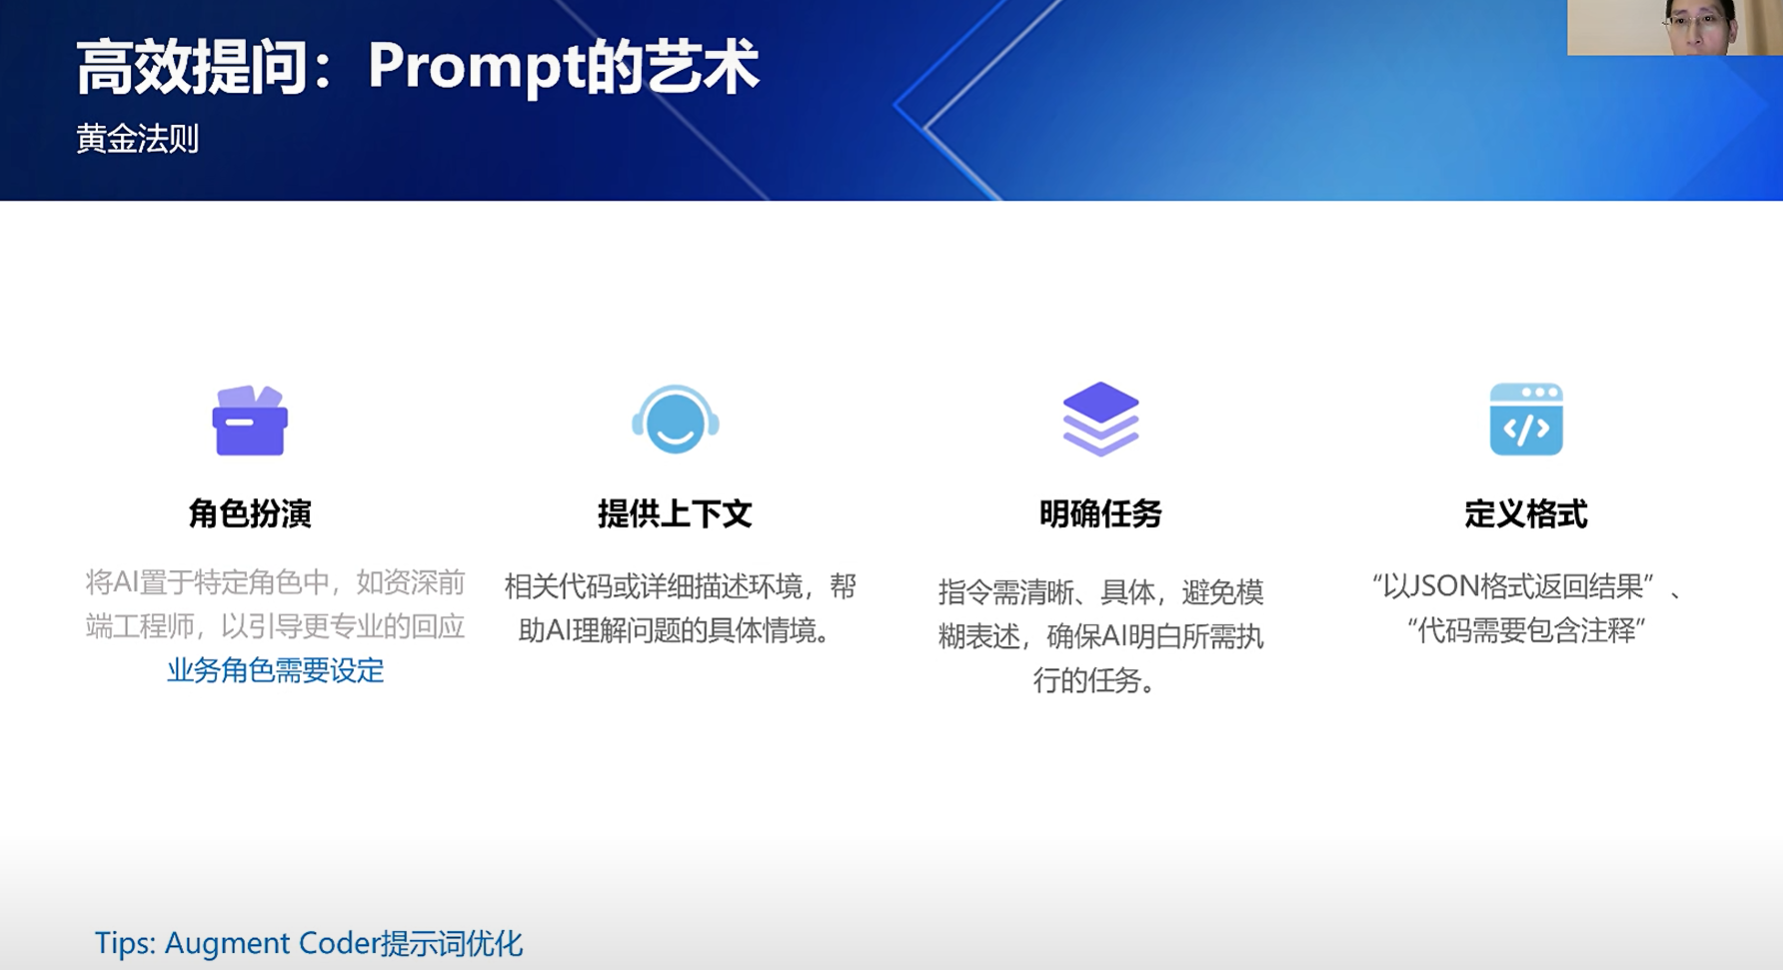 高效提问：Prompt的艺术
黄金法则
角色扮演
将AI置于特定角色中，如资深前
端工程师，以引导更专业的回应
业务角色需要设定
提供上下文
相关代码或详细描述环境，帮
助AI理解问题的具体情境。
明确任务
指令需清晰、具体，避免模
糊表述，确保AI明白所需执
行的任务。
定义格式
“以JSON格式返回结果”、
“代码需要包含注释”
Tips: Augment Coder提示词优化